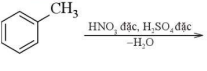 CH₃
HNO₃ đặc, H₂SO₄ đặc
−H₂O